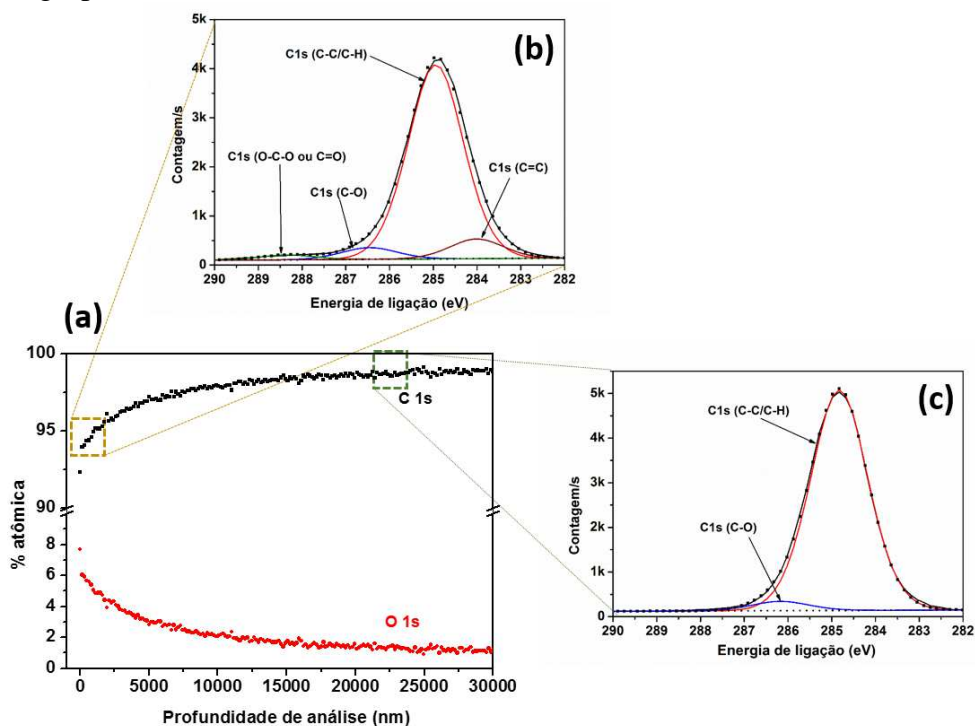 (b)
5k
4k
3k
2k
1k
0
Contagem/s
C1s (C-C/C-H)
C1s (O-C-O ou C=O)
C1s (C-O)
C1s (C=C)
290 289 288 287 286 285 284 283 282
Energia de ligação (eV)
(a)
100
95
90
8
6
4
2
0
% atômica
C 1s
O 1s
0 5000 10000 15000 20000 25000 30000
Profundidade de análise (nm)
(c)
5k
4k
3k
2k
1k
0
Contagem/s
C1s (C-C/C-H)
C1s (C-O)
290 289 288 287 286 285 284 283 282
Energia de ligação (eV)